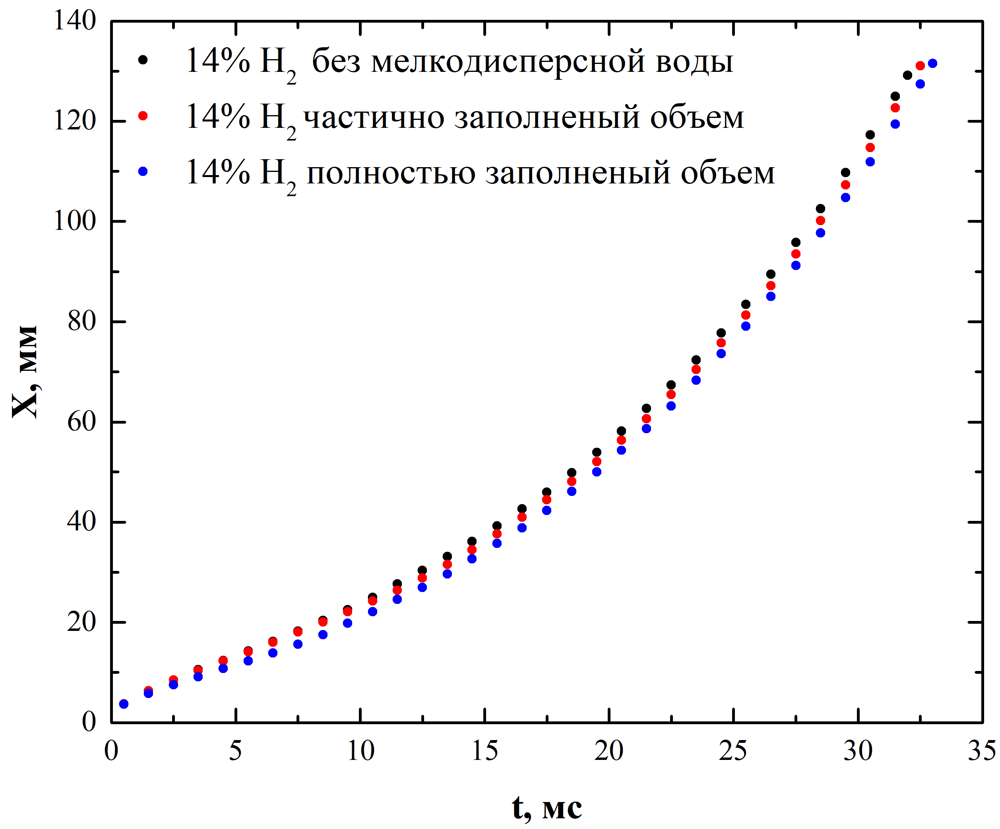 140
14% H2 без мелкодисперсной воды
120
14% H2 частично заполненый объем
14% H2 полностью заполненый объем
100
80
X, мм
60
40
20
0
0 5 10 15 20 25 30 35
t, мс